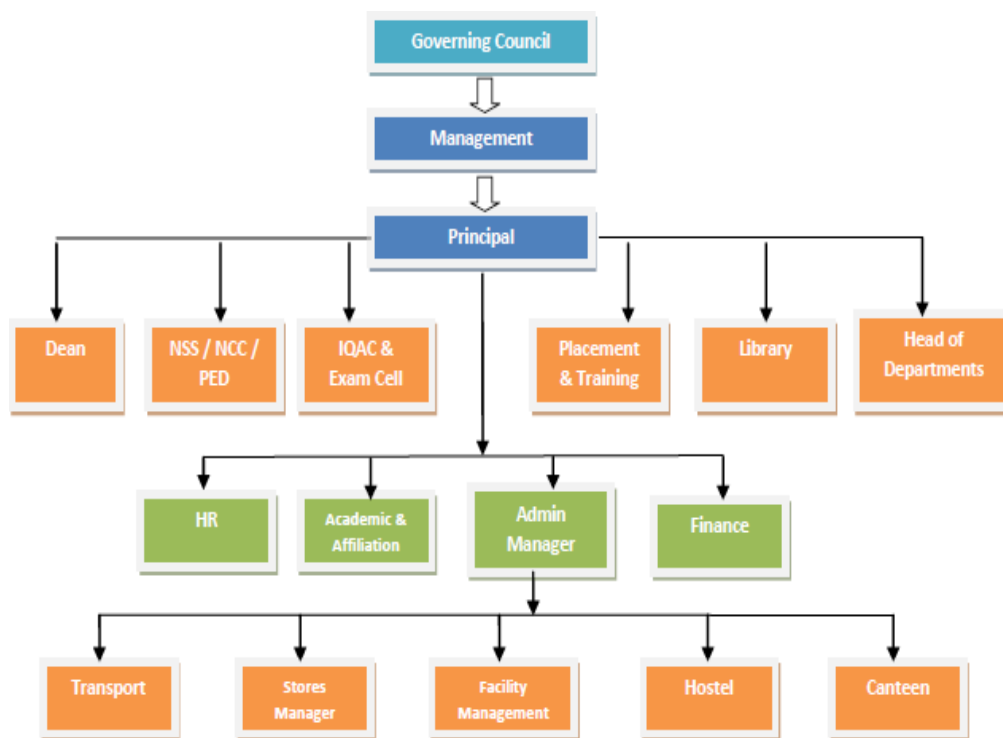 Governing Council
Management
Principal
Dean
NSS / NCC /
PED
IQAC &
Exam Cell
Placement
& Training
Library
Head of
Departments
HR
Academic &
Affiliation
Admin
Manager
Finance
Transport
Stores
Manager
Facility
Management
Hostel
Canteen